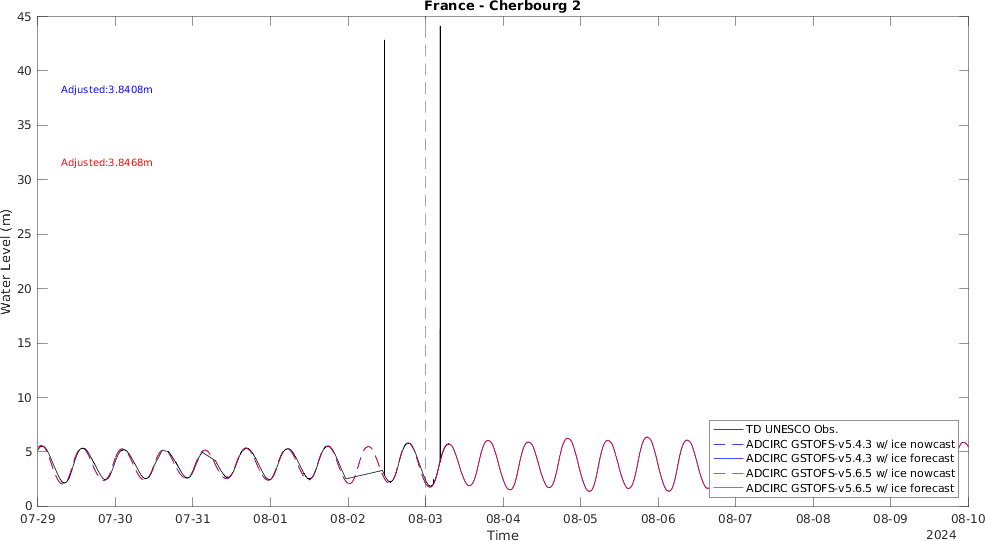 France - Cherbourg 2
45
40
35
30
25
20
15
10
5
0
Water Level (m)
Adjusted:3.8408m
Adjusted:3.8468m
TD UNESCO Obs.
ADCIRC GSTOFS-v5.4.3 w/ ice nowcast
ADCIRC GSTOFS-v5.4.3 w/ ice forecast
ADCIRC GSTOFS-v5.6.5 w/ ice nowcast
ADCIRC GSTOFS-v5.6.5 w/ ice forecast
07-29 07-30 07-31 08-01 08-02 08-03 08-04 08-05 08-06 08-07 08-08 08-09 08-10
Time
2024